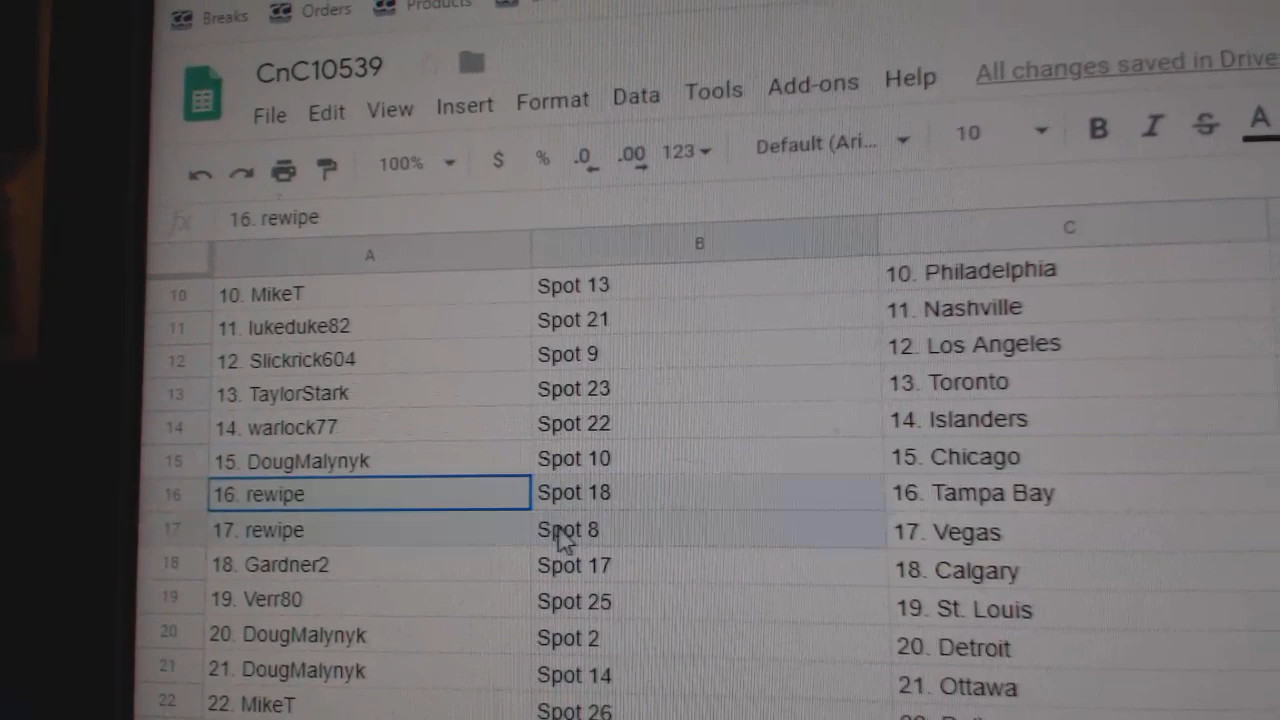 Breaks Orders Products
CnC10539
File Edit View Insert Format Data Tools Add-ons Help All changes saved in Drive
100% $ % .0 .00 123 Default (Ari... 10 B I S A
fx 16. rewipe
A B C
10 10. MikeT Spot 13 10. Philadelphia
11 11. lukeduke82 Spot 21 11. Nashville
12 12. Slickrick604 Spot 9 12. Los Angeles
13 13. TaylorStark Spot 23 13. Toronto
14 14. warlock77 Spot 22 14. Islanders
15 15. DougMalynyk Spot 10 15. Chicago
16 16. rewipe Spot 18 16. Tampa Bay
17 17. rewipe Spot 8 17. Vegas
18 18. Gardner2 Spot 17 18. Calgary
19 19. Verr80 Spot 25 19. St. Louis
20 20. DougMalynyk Spot 2 20. Detroit
21 21. DougMalynyk Spot 14 21. Ottawa
22 22. MikeT Spot 26